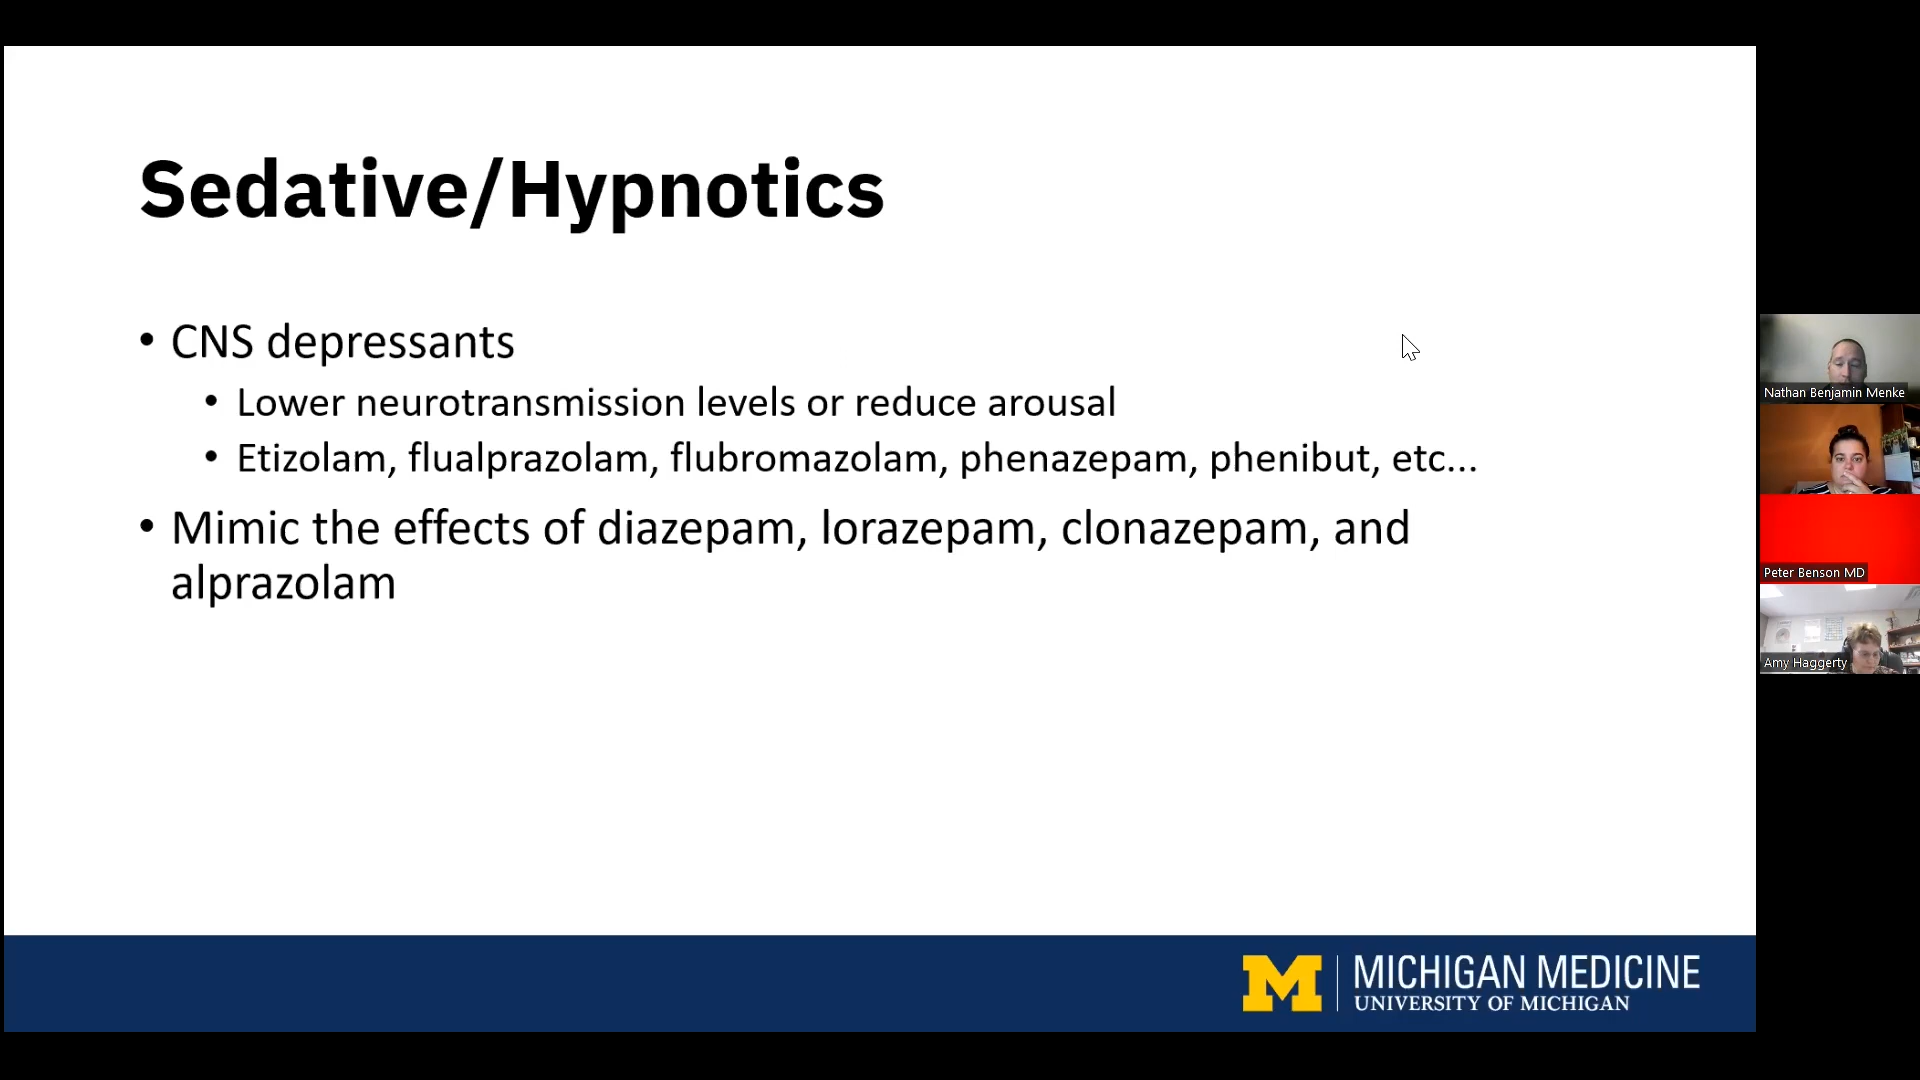 Sedative/Hypnotics
• CNS depressants
• Lower neurotransmission levels or reduce arousal
• Etizolam, flualprazolam, flubromazolam, phenazepam, phenibut, etc...
• Mimic the effects of diazepam, lorazepam, clonazepam, and
alprazolam
M
MICHIGAN MEDICINE
UNIVERSITY OF MICHIGAN
Nathan Benjamin Menke
Peter Benson MD
Amy Haggerty